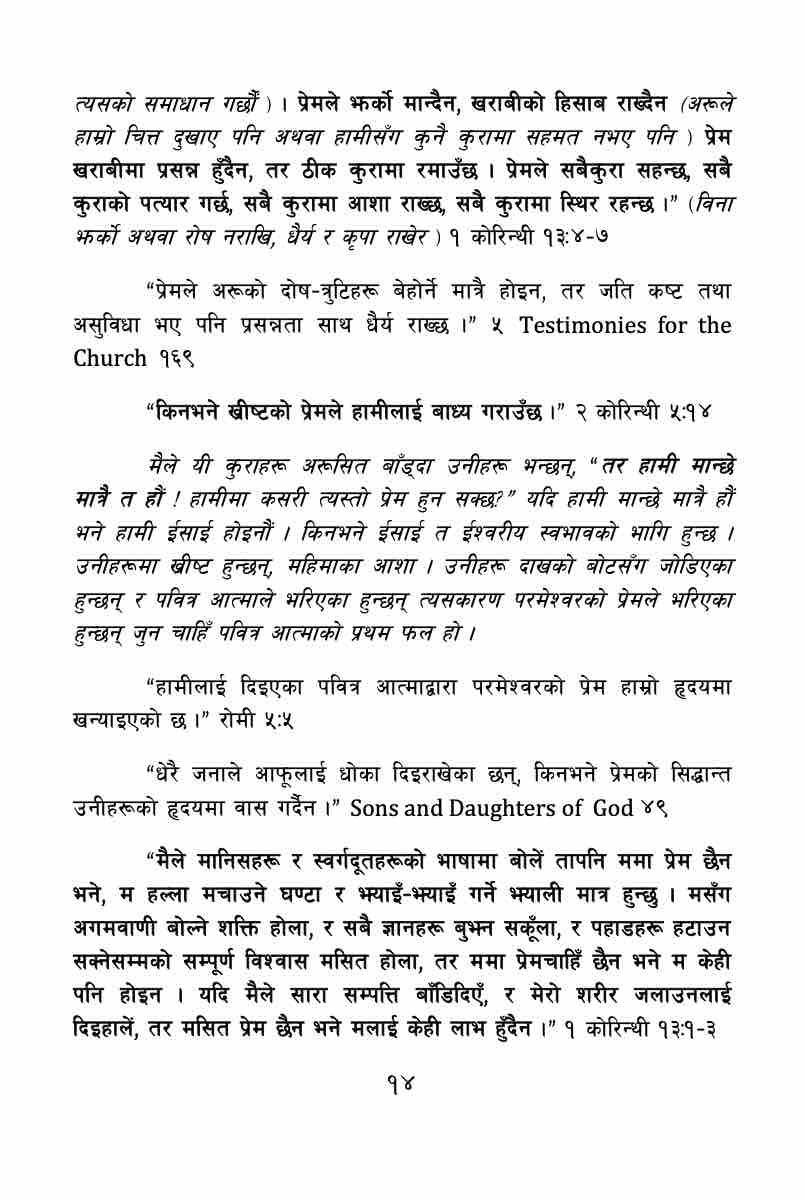 त्यसको समाधान गर्छौं ) । प्रेमले झर्को मान्दैन, खराबीको हिसाब राख्दैन (अरूले
हाम्रो चित्त दुखाए पनि अथवा हामीसँग कुनै कुरामा सहमत नभए पनि ) प्रेम
खराबीमा प्रसन्न हुँदैन, तर ठीक कुरामा रमाउँछ । प्रेमले सबैकुरा सहन्छ, सबै
कुराको पत्यार गर्छ, सबै कुरामा आशा राख्छ, सबै कुरामा स्थिर रहन्छ ।” (विना
झर्को अथवा रोष नराखि, धैर्य र कृपा राखेर ) १ कोरिन्थी १३:४-७
“प्रेमले अरूको दोष-त्रुटिहरू बेहोर्ने मात्रै होइन, तर जति कष्ट तथा
असुविधा भए पनि प्रसन्नता साथ धैर्य राख्छ ।” ५ Testimonies for the
Church १६९
“किनभने ख्रीष्टको प्रेमले हामीलाई बाध्य गराउँछ ।” २ कोरिन्थी ५:१४
मैले यी कुराहरू अरूसित बाँड्दा उनीहरू भन्छन्, “तर हामी मान्छे
मात्रै त हौं ! हामीमा कसरी त्यस्तो प्रेम हुन सक्छ?” यदि हामी मान्छे मात्रै हौं
भने हामी ईसाई होइनौं । किनभने ईसाई त ईश्वरीय स्वभावको भागि हुन्छ ।
उनीहरूमा ख्रीष्ट हुन्छन्, महिमाका आशा । उनीहरू दाखको बोटसँग जोडिएका
हुन्छन् र पवित्र आत्माले भरिएका हुन्छन् त्यसकारण परमेश्वरको प्रेमले भरिएका
हुन्छन् जुन चाहिँ पवित्र आत्माको प्रथम फल हो ।
“हामीलाई दिइएका पवित्र आत्माद्वारा परमेश्वरको प्रेम हाम्रो हृदयमा
खन्याइएको छ ।” रोमी ५:५
“धेरै जनाले आफूलाई धोका दिइराखेका छन्, किनभने प्रेमको सिद्धान्त
उनीहरूको हृदयमा वास गर्दैन ।” Sons and Daughters of God ४९
“मैले मानिसहरू र स्वर्गदूतहरूको भाषामा बोलें तापनि ममा प्रेम छैन
भने, म हल्ला मचाउने घण्टा र झ्याइँ-झ्याइँ गर्ने झ्याली मात्र हुन्छु । मसँग
अगमवाणी बोल्ने शक्ति होला, र सबै ज्ञानहरू बुझ्न सकूँला, र पहाडहरू हटाउन
सक्नेसम्मको सम्पूर्ण विश्वास मसित होला, तर ममा प्रेमचाहिँ छैन भने म केही
पनि होइन । यदि मैले सारा सम्पत्ति बाँडिदिएँ, र मेरो शरीर जलाउनलाई
दिइहालें, तर मसित प्रेम छैन भने मलाई केही लाभ हुँदैन ।” १ कोरिन्थी १३:१-३
१४